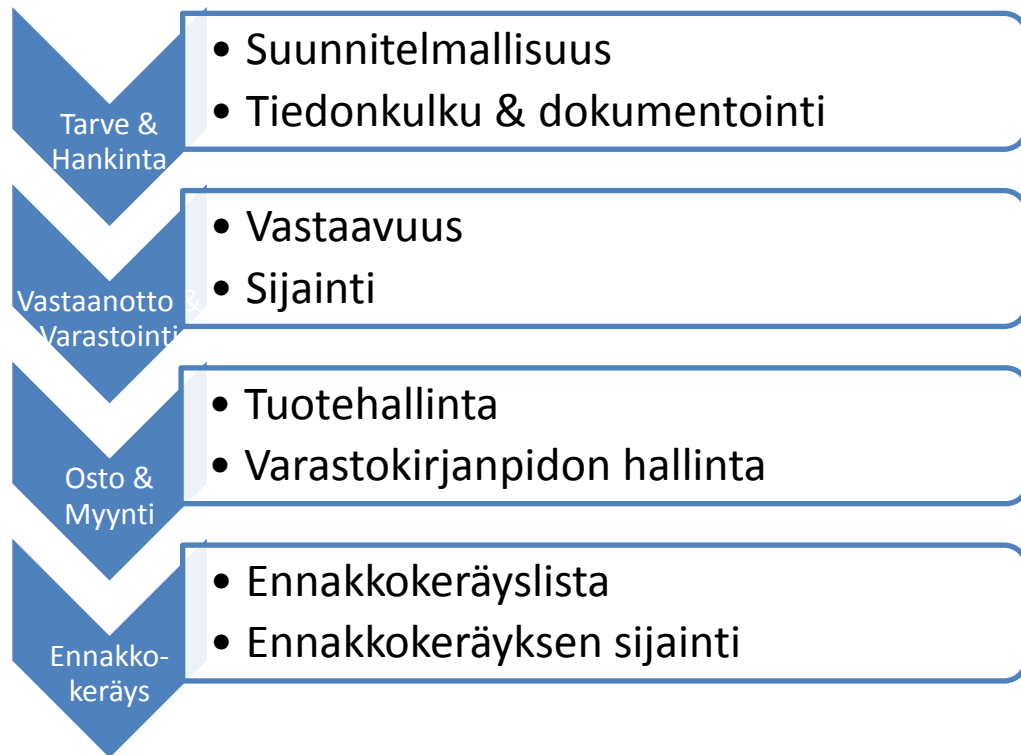 Tarve &
Hankinta
• Suunnitelmallisuus
• Tiedonkulku & dokumentointi
Vastaanotto &
Varastointi
• Vastaavuus
• Sijainti
Osto &
Myynti
• Tuotehallinta
• Varastokirjanpidon hallinta
Ennakko-
keräys
• Ennakkokeräyslista
• Ennakkokeräyksen sijainti